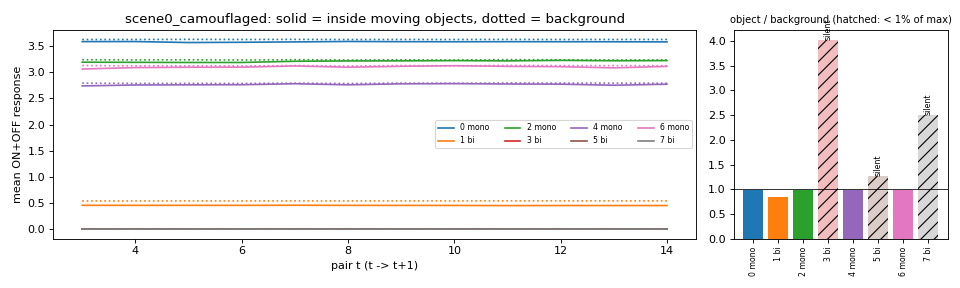 scene0_camouflaged: solid = inside moving objects, dotted = background
mean ON+OFF response
3.5
3.0
2.5
2.0
1.5
1.0
0.5
0.0
0 mono
2 mono
4 mono
6 mono
1 bi
3 bi
5 bi
7 bi
4
6
8
10
12
14
pair t (t -> t+1)
object / background (hatched: < 1% of max)
4.0
3.5
3.0
2.5
2.0
1.5
1.0
0.5
0.0
silent
silent
silent
0 mono
1 bi
2 mono
3 bi
4 mono
5 bi
6 mono
7 bi